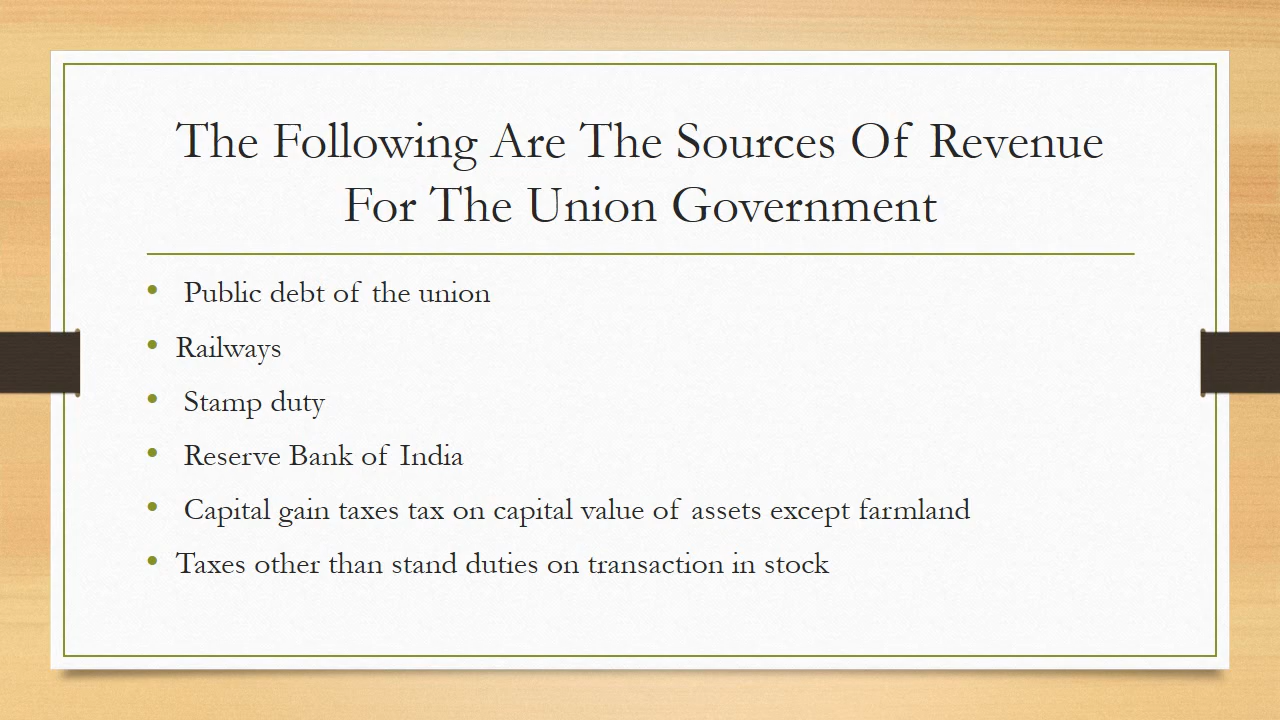 The Following Are The Sources Of Revenue
For The Union Government
• Public debt of the union
• Railways
• Stamp duty
• Reserve Bank of India
• Capital gain taxes tax on capital value of assets except farmland
• Taxes other than stand duties on transaction in stock